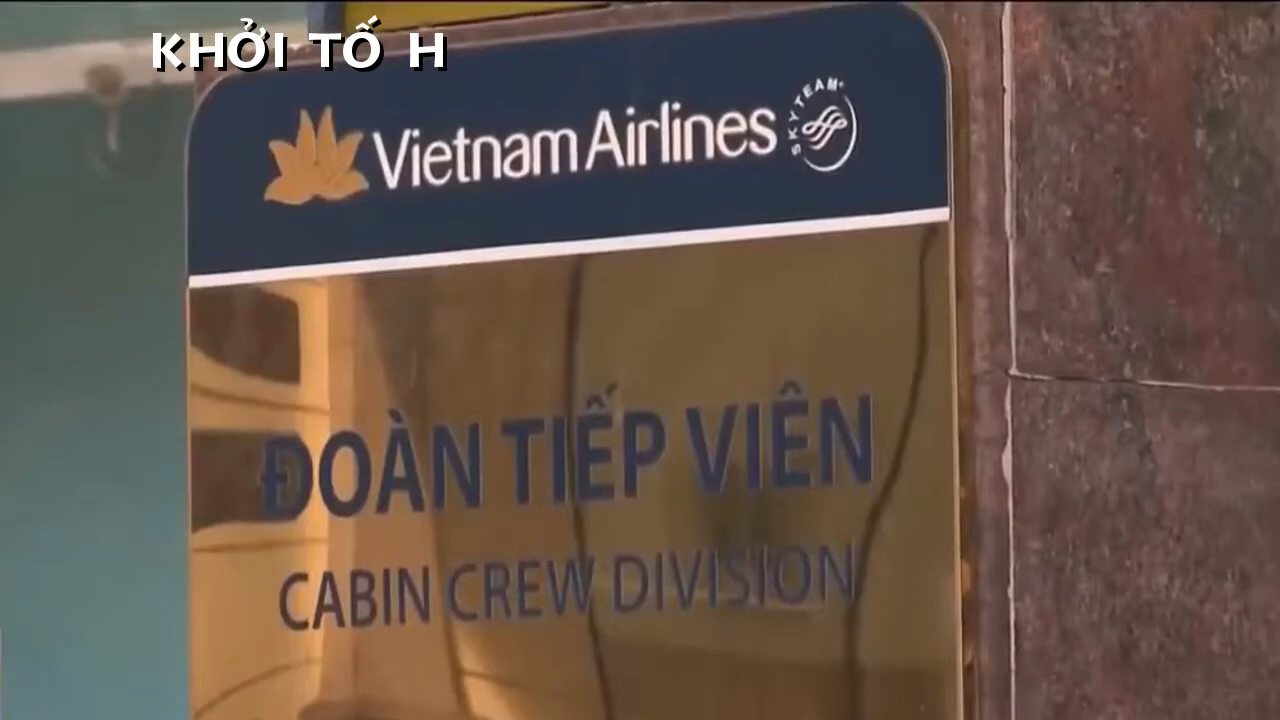 KHỞI TỐ H
Vietnam Airlines SKYTEAM
ĐOÀN TIẾP VIÊN
CABIN CREW DIVISION